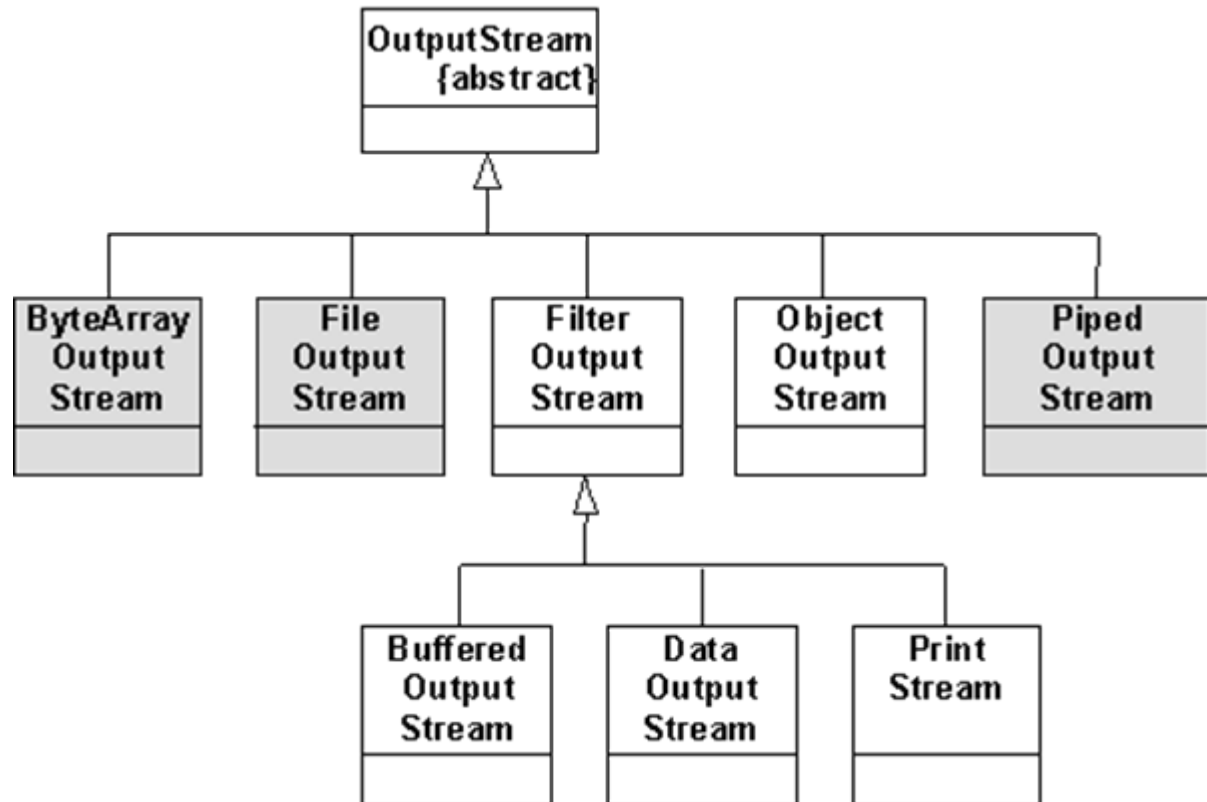 OutputStream
{abstract}
ByteArray
Output
Stream
File
Output
Stream
Filter
Output
Stream
Object
Output
Stream
Piped
Output
Stream
Buffered
Output
Stream
Data
Output
Stream
Print
Stream